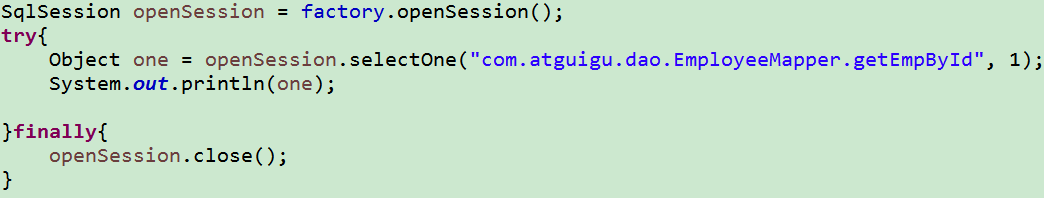 SqlSession openSession = factory.openSession();
try{
    Object one = openSession.selectOne("com.atguigu.dao.EmployeeMapper.getEmpById", 1);
    System.out.println(one);
}finally{
    openSession.close();
}